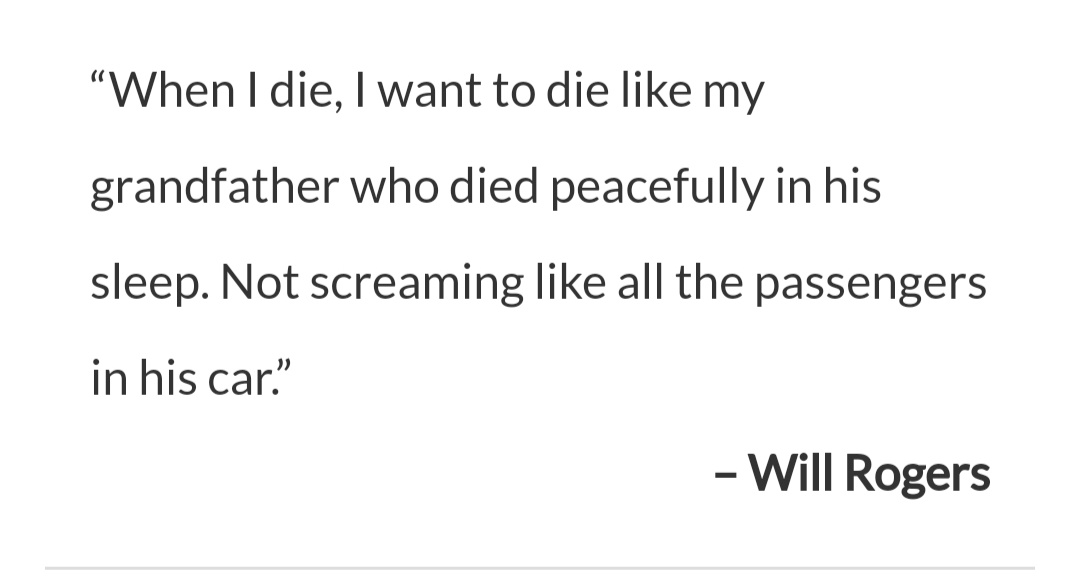 “When I die, I want to die like my
grandfather who died peacefully in his
sleep. Not screaming like all the passengers
in his car.”
– Will Rogers